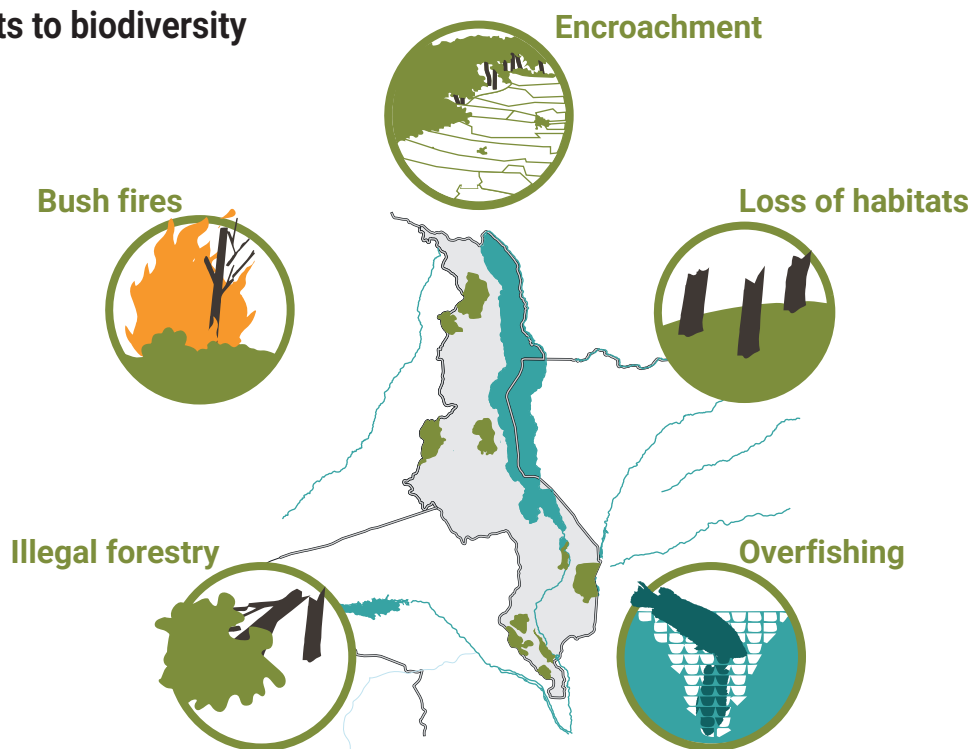 ts to biodiversity
Encroachment
Bush fires
Loss of habitats
Illegal forestry
Overfishing